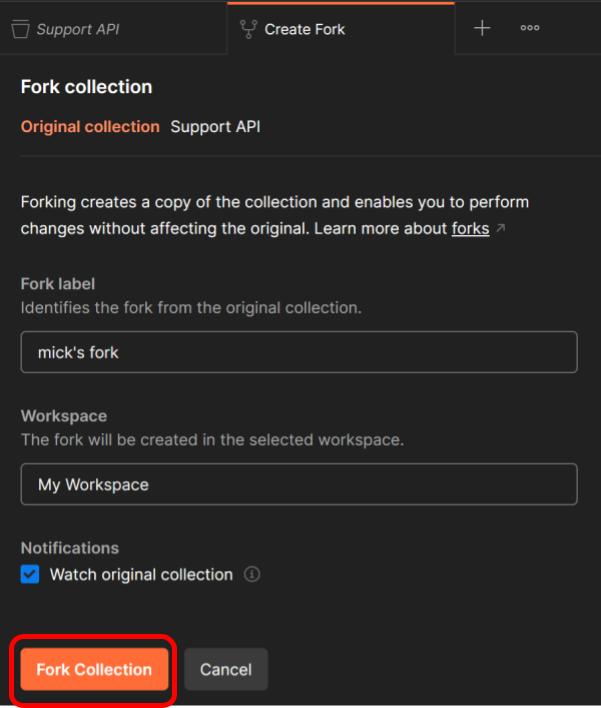 Support API
Create Fork
Fork collection
Original collection Support API
Forking creates a copy of the collection and enables you to perform
changes without affecting the original. Learn more about forks ↗
Fork label
Identifies the fork from the original collection.
mick's fork
Workspace
The fork will be created in the selected workspace.
My Workspace
Notifications
Watch original collection
Fork Collection
Cancel